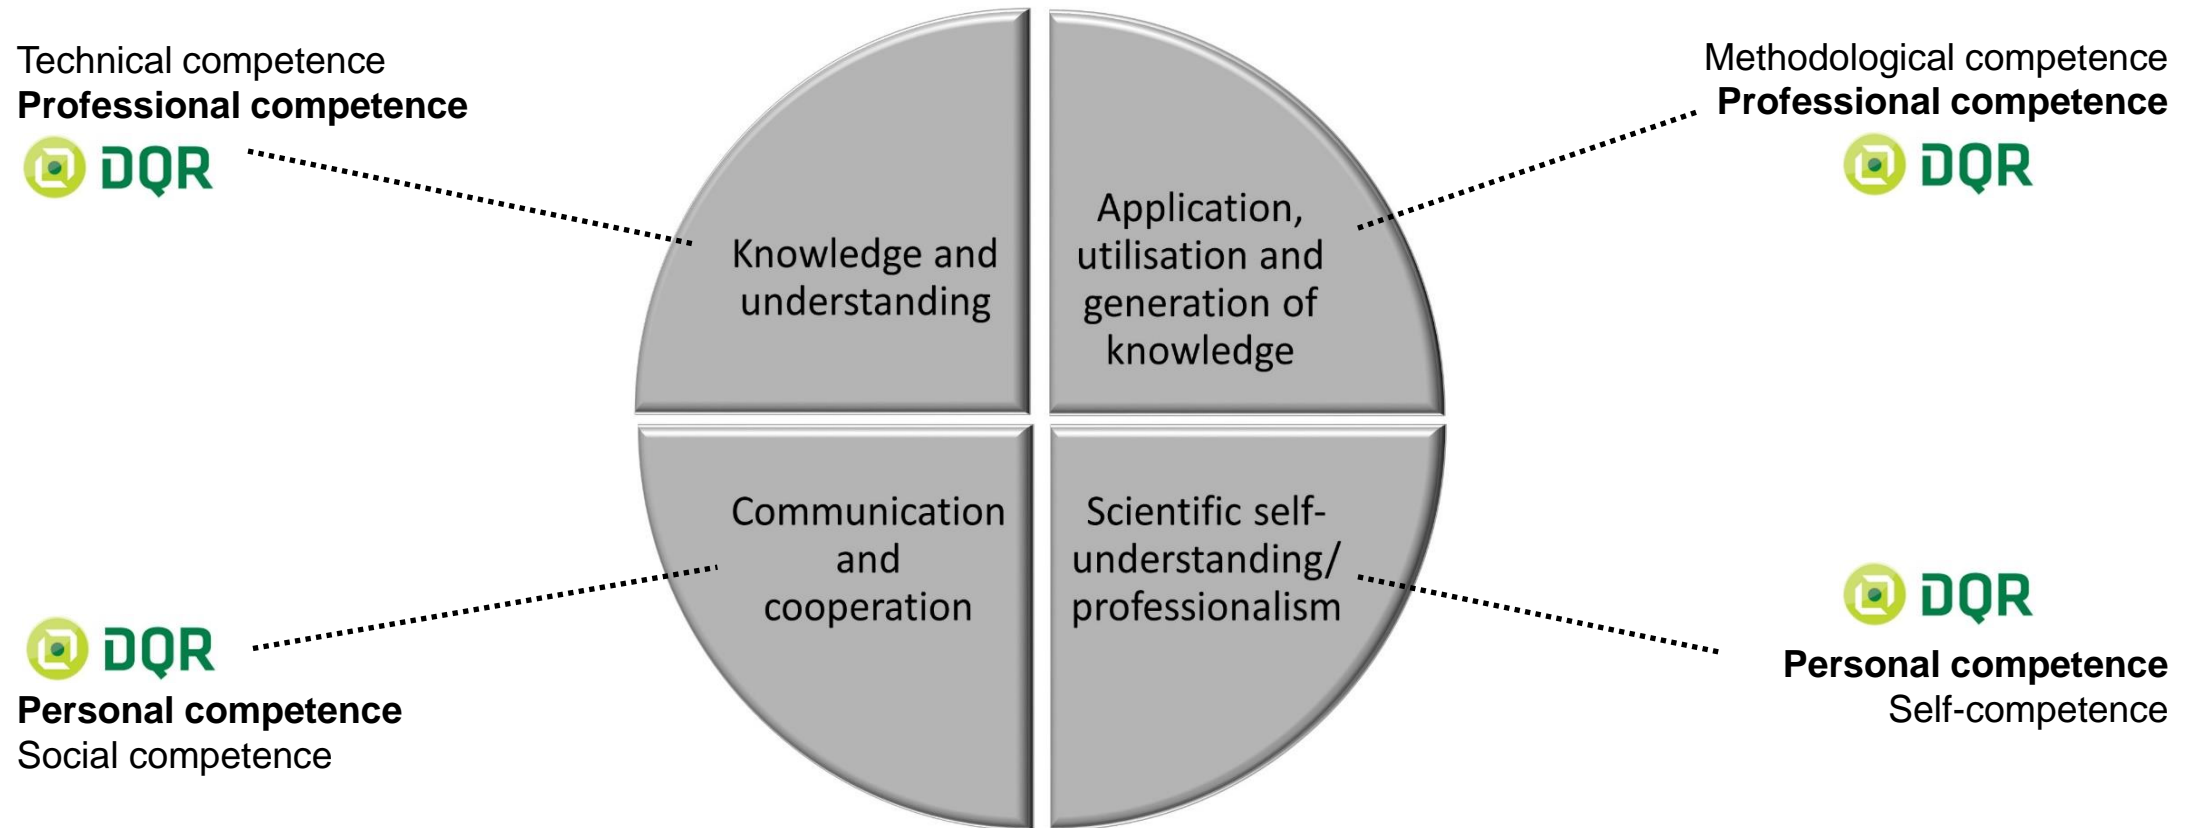 Technical competence
Professional competence
DQR
Methodological competence
Professional competence
DQR
Knowledge and
understanding
Application,
utilisation and
generation of
knowledge
Communication
and
cooperation
Scientific self-
understanding/
professionalism
DQR
Personal competence
Social competence
DQR
Personal competence
Self-competence